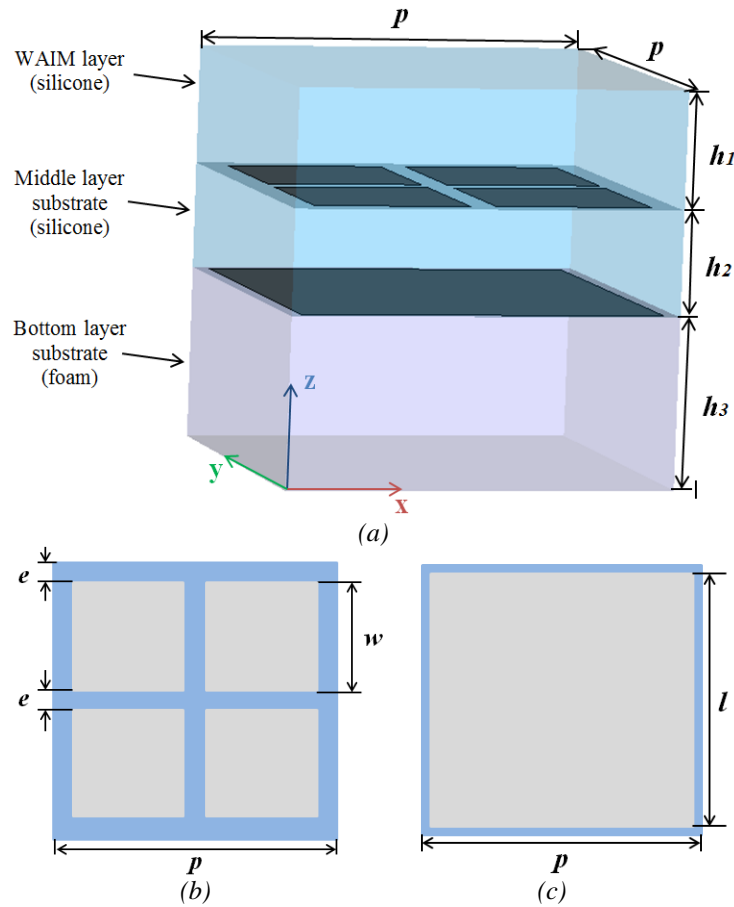 p
p
WAIM layer
(silicone)
h1
Middle layer
substrate
(silicone)
h2
Bottom layer
substrate
(foam)
h3
z
y
x
(a)
e
w
e
l
p
p
(b)
(c)